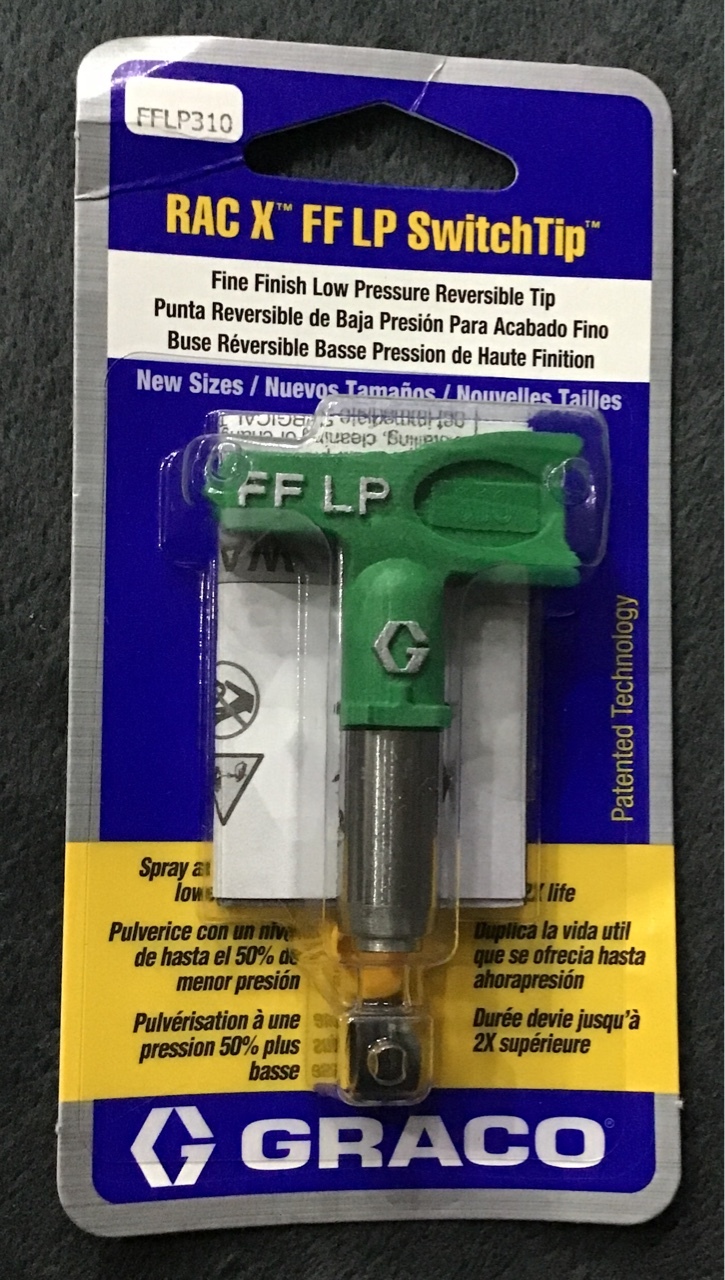 FFLP310
RAC X™ FF LP SwitchTip™
Fine Finish Low Pressure Reversible Tip
Punta Reversible de Baja Presión Para Acabado Fino
Buse Réversible Basse Pression de Haute Finition
New Sizes / Nuevos Tamaños / Nouvelles Tailles
FF LP
G
Patented Technology
Spray
2X life
Pulverice con un
de hasta el 50% de
menor presión
Duplica la vida util
que se ofrecia hasta
ahorapresión
Pulvérisation à une
pression 50% plus
basse
Durée devie jusqu'à
2X supérieure
GRACO®